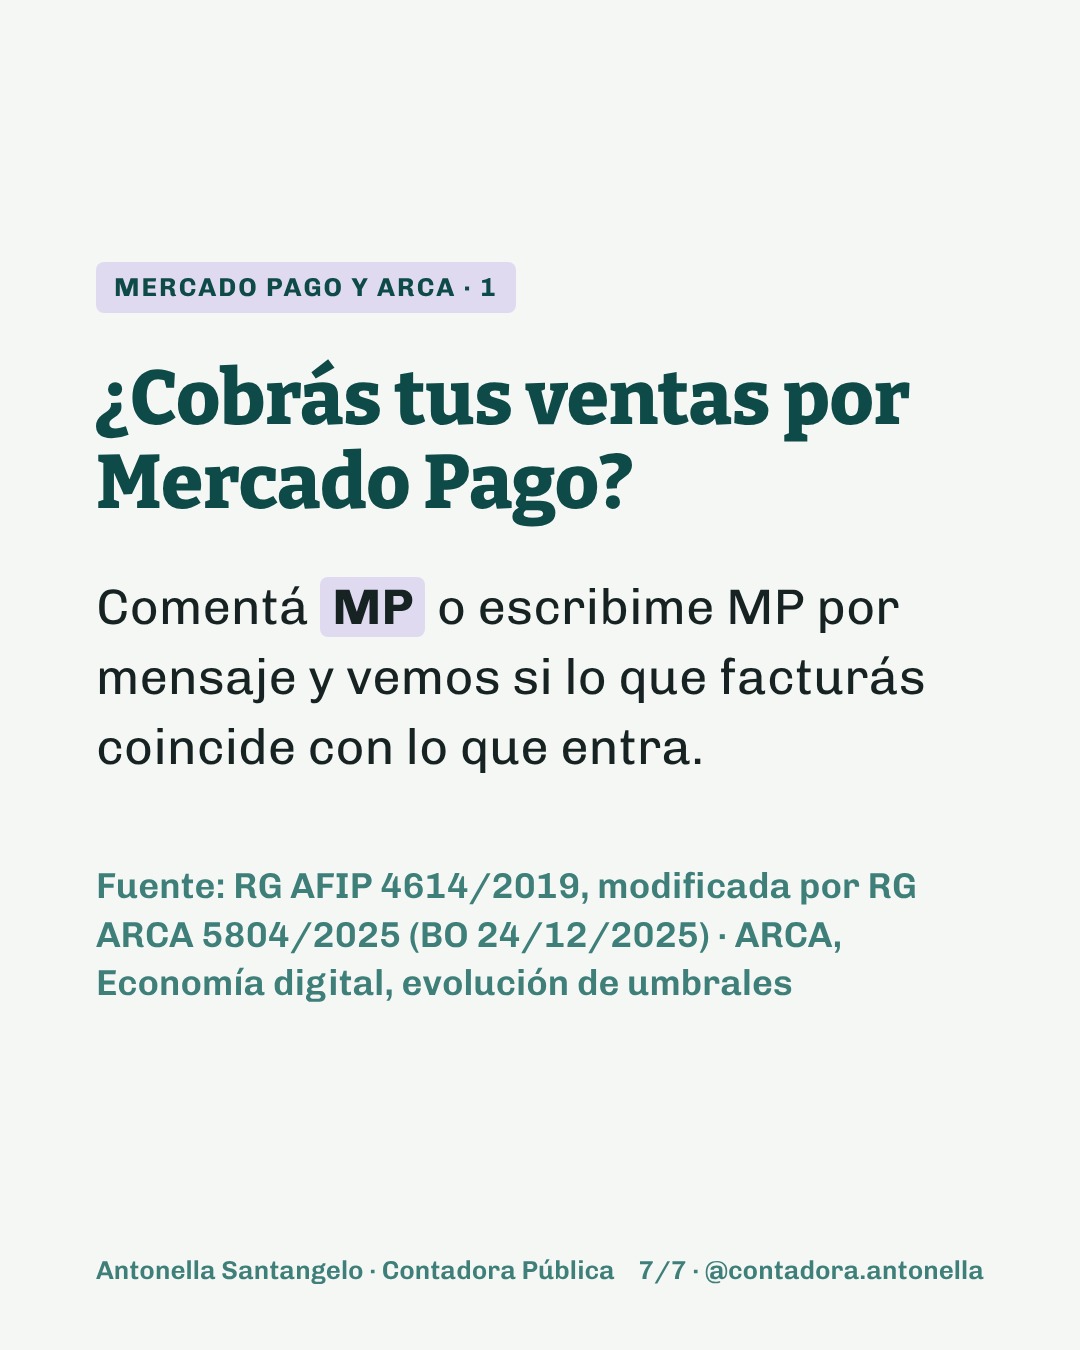 MERCADO PAGO Y ARCA · 1
¿Cobrás tus ventas por
Mercado Pago?
Comentá MP o escribime MP por
mensaje y vemos si lo que facturás
coincide con lo que entra.
Fuente: RG AFIP 4614/2019, modificada por RG
ARCA 5804/2025 (BO 24/12/2025) · ARCA,
Economía digital, evolución de umbrales
Antonella Santangelo · Contadora Pública 7/7 · @contadora.antonella